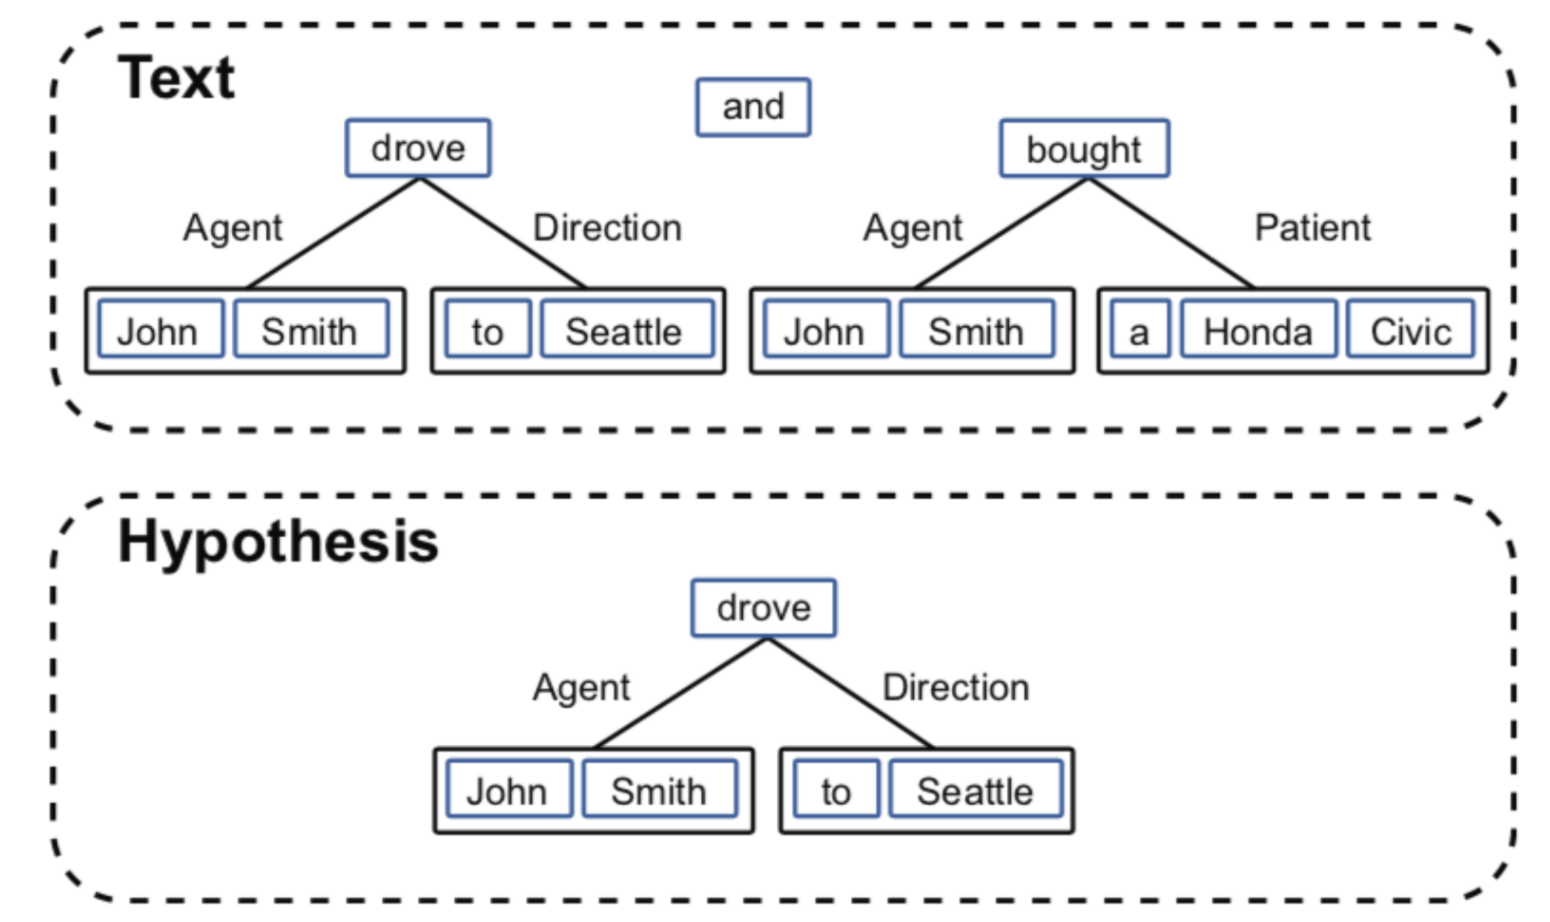 Text
and
drove
bought
Agent
Direction
Agent
Patient
John Smith
to Seattle
John Smith
a Honda Civic
Hypothesis
drove
Agent
Direction
John Smith
to Seattle